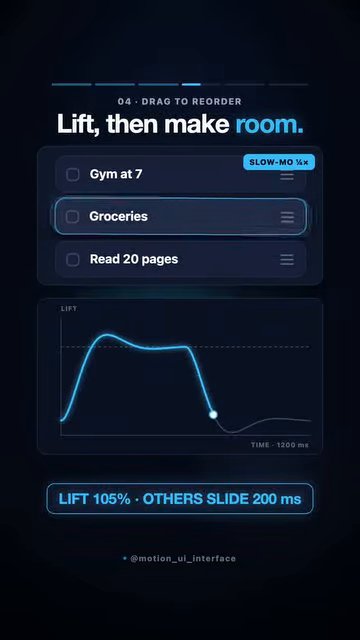 04 · DRAG TO REORDER
Lift, then make room.
SLOW-MO ¼×
Gym at 7
Groceries
Read 20 pages
LIFT
TIME · 1200 ms
LIFT 105% · OTHERS SLIDE 200 ms
@motion_ui_interface